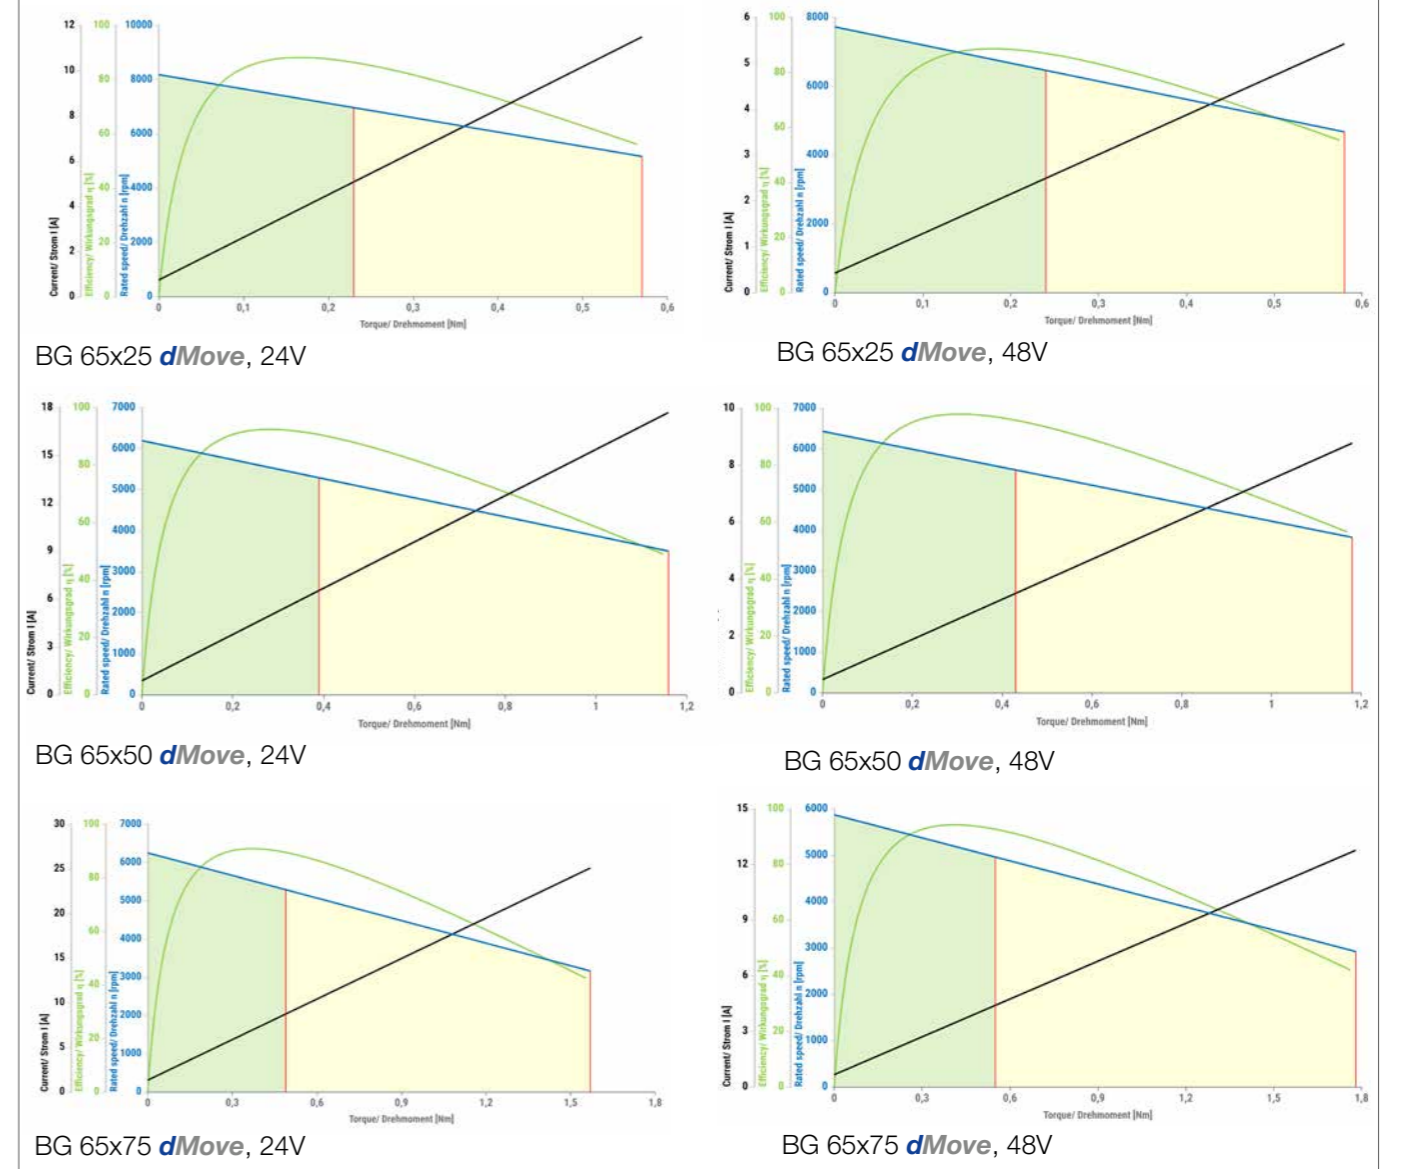 12 100 10000
10 80 8000
8
60 6000
6
40 4000
4
20 2000
2
0 0 0
Current/ Strom I [A]
Efficiency/ Wirkungsgrad η [%]
Rated speed/ Drehzahl n [rpm]
0 0,1 0,2 0,3 0,4 0,5 0,6
Torque/ Drehmoment [Nm]
BG 65x25 dMove, 24V
6 100 8000
5
80 6000
4
60
3 4000
40
2
2000
20
1
0 0 0
Current/ Strom I [A]
Efficiency/ Wirkungsgrad η [%]
Rated speed/ Drehzahl n [rpm]
0 0,1 0,2 0,3 0,4 0,5 0,6
Torque/ Drehmoment [Nm]
BG 65x25 dMove, 48V
18 100 7000
6000
15 80
5000
12
60 4000
9
3000
40
6 2000
20
3 1000
0 0 0
Current/ Strom I [A]
Efficiency/ Wirkungsgrad η [%]
Rated speed/ Drehzahl n [rpm]
0 0,2 0,4 0,6 0,8 1 1,2
Torque/ Drehmoment [Nm]
BG 65x50 dMove, 24V
10 100 7000
6000
8 80
5000
6 60 4000
3000
4 40
2000
2 20
1000
0 0 0
Efficiency/ Wirkungsgrad η [%]
Rated speed/ Drehzahl n [rpm]
0 0,2 0,4 0,6 0,8 1 1,2
Torque/ Drehmoment [Nm]
BG 65x50 dMove, 48V
30 100 7000
6000
25
80
5000
20
60 4000
15
3000
40
10
2000
20
5 1000
0 0 0
Current/ Strom I [A]
Efficiency/ Wirkungsgrad η [%]
Rated speed/ Drehzahl n [rpm]
0 0,3 0,6 0,9 1,2 1,5 1,8
Torque/ Drehmoment [Nm]
BG 65x75 dMove, 24V
15 100 6000
5000
12 80
4000
9 60
3000
6 40
2000
3 20
1000
0 0 0
Current/ Strom I [A]
Efficiency/ Wirkungsgrad η [%]
Rated speed/ Drehzahl n [rpm]
0 0,3 0,6 0,9 1,2 1,5 1,8
Torque/ Drehmoment [Nm]
BG 65x75 dMove, 48V